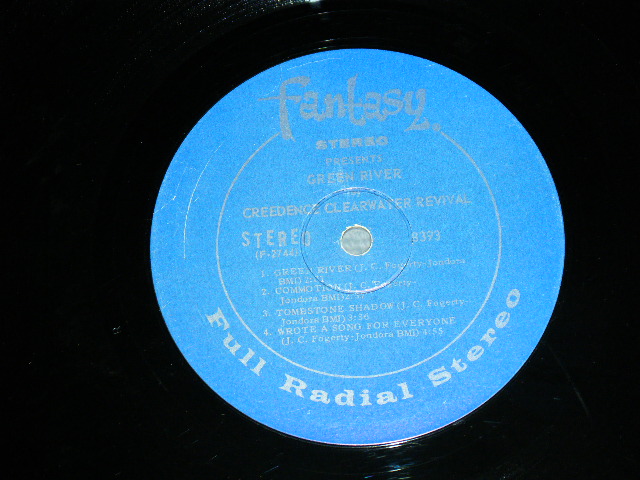 fantasy
STEREO
PRESENTS
GREEN RIVER
by
CREEDENCE CLEARWATER REVIVAL
STEREO 8393
1. GREEN RIVER (J. C. Fogerty-Jondora
BMI)
2. COMMOTION (J. C. Fogerty-
Jondora BMI)
3. TOMBSTONE SHADOW (J. C. Fogerty-
Jondora BMI) 3:36
4. WROTE A SONG FOR EVERYONE
(J. C. Fogerty-Jondora BMI) 4:55
Full Radial Stereo